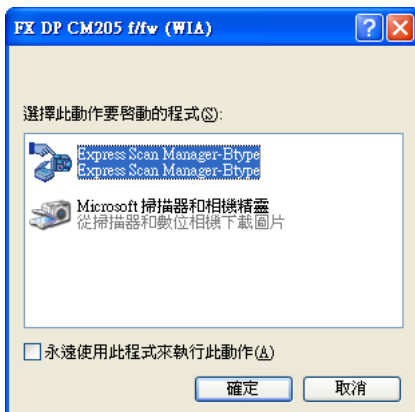 FX DP CM205 f/fw (WIA)
選擇此動作要啓動的程式(S):
Express Scan Manager-Btype
Express Scan Manager-Btype
Microsoft 掃描器和相機精靈
從掃描器和數位相機下載圖片
永遠使用此程式來執行此動作(A)
確定 取消